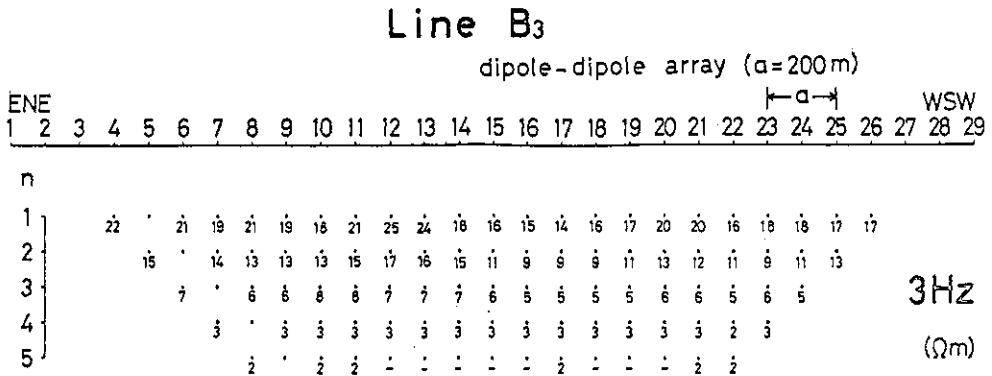 Line B3
dipole-dipole array (a=200m)
ENE |←a→| WSW
1 2 3 4 5 6 7 8 9 10 11 12 13 14 15 16 17 18 19 20 21 22 23 24 25 26 27 28 29
n
1 22 · 21 19 21 19 18 21 22 25 24 18 16 15 14 16 17 20 20 16 18 18 17 17
2 15 · 14 13 13 13 15 17 16 15 11 9 9 9 11 13 12 11 9 11 13
3 7 · 6 6 8 8 7 7 7 6 5 5 5 5 6 6 5 6 5
3Hz
4 3 · 3 3 3 3 3 3 3 3 3 3 3 3 3 2 3
(Ωm)
5 2 · 2 2 - - - - - 2 - - - 2 2